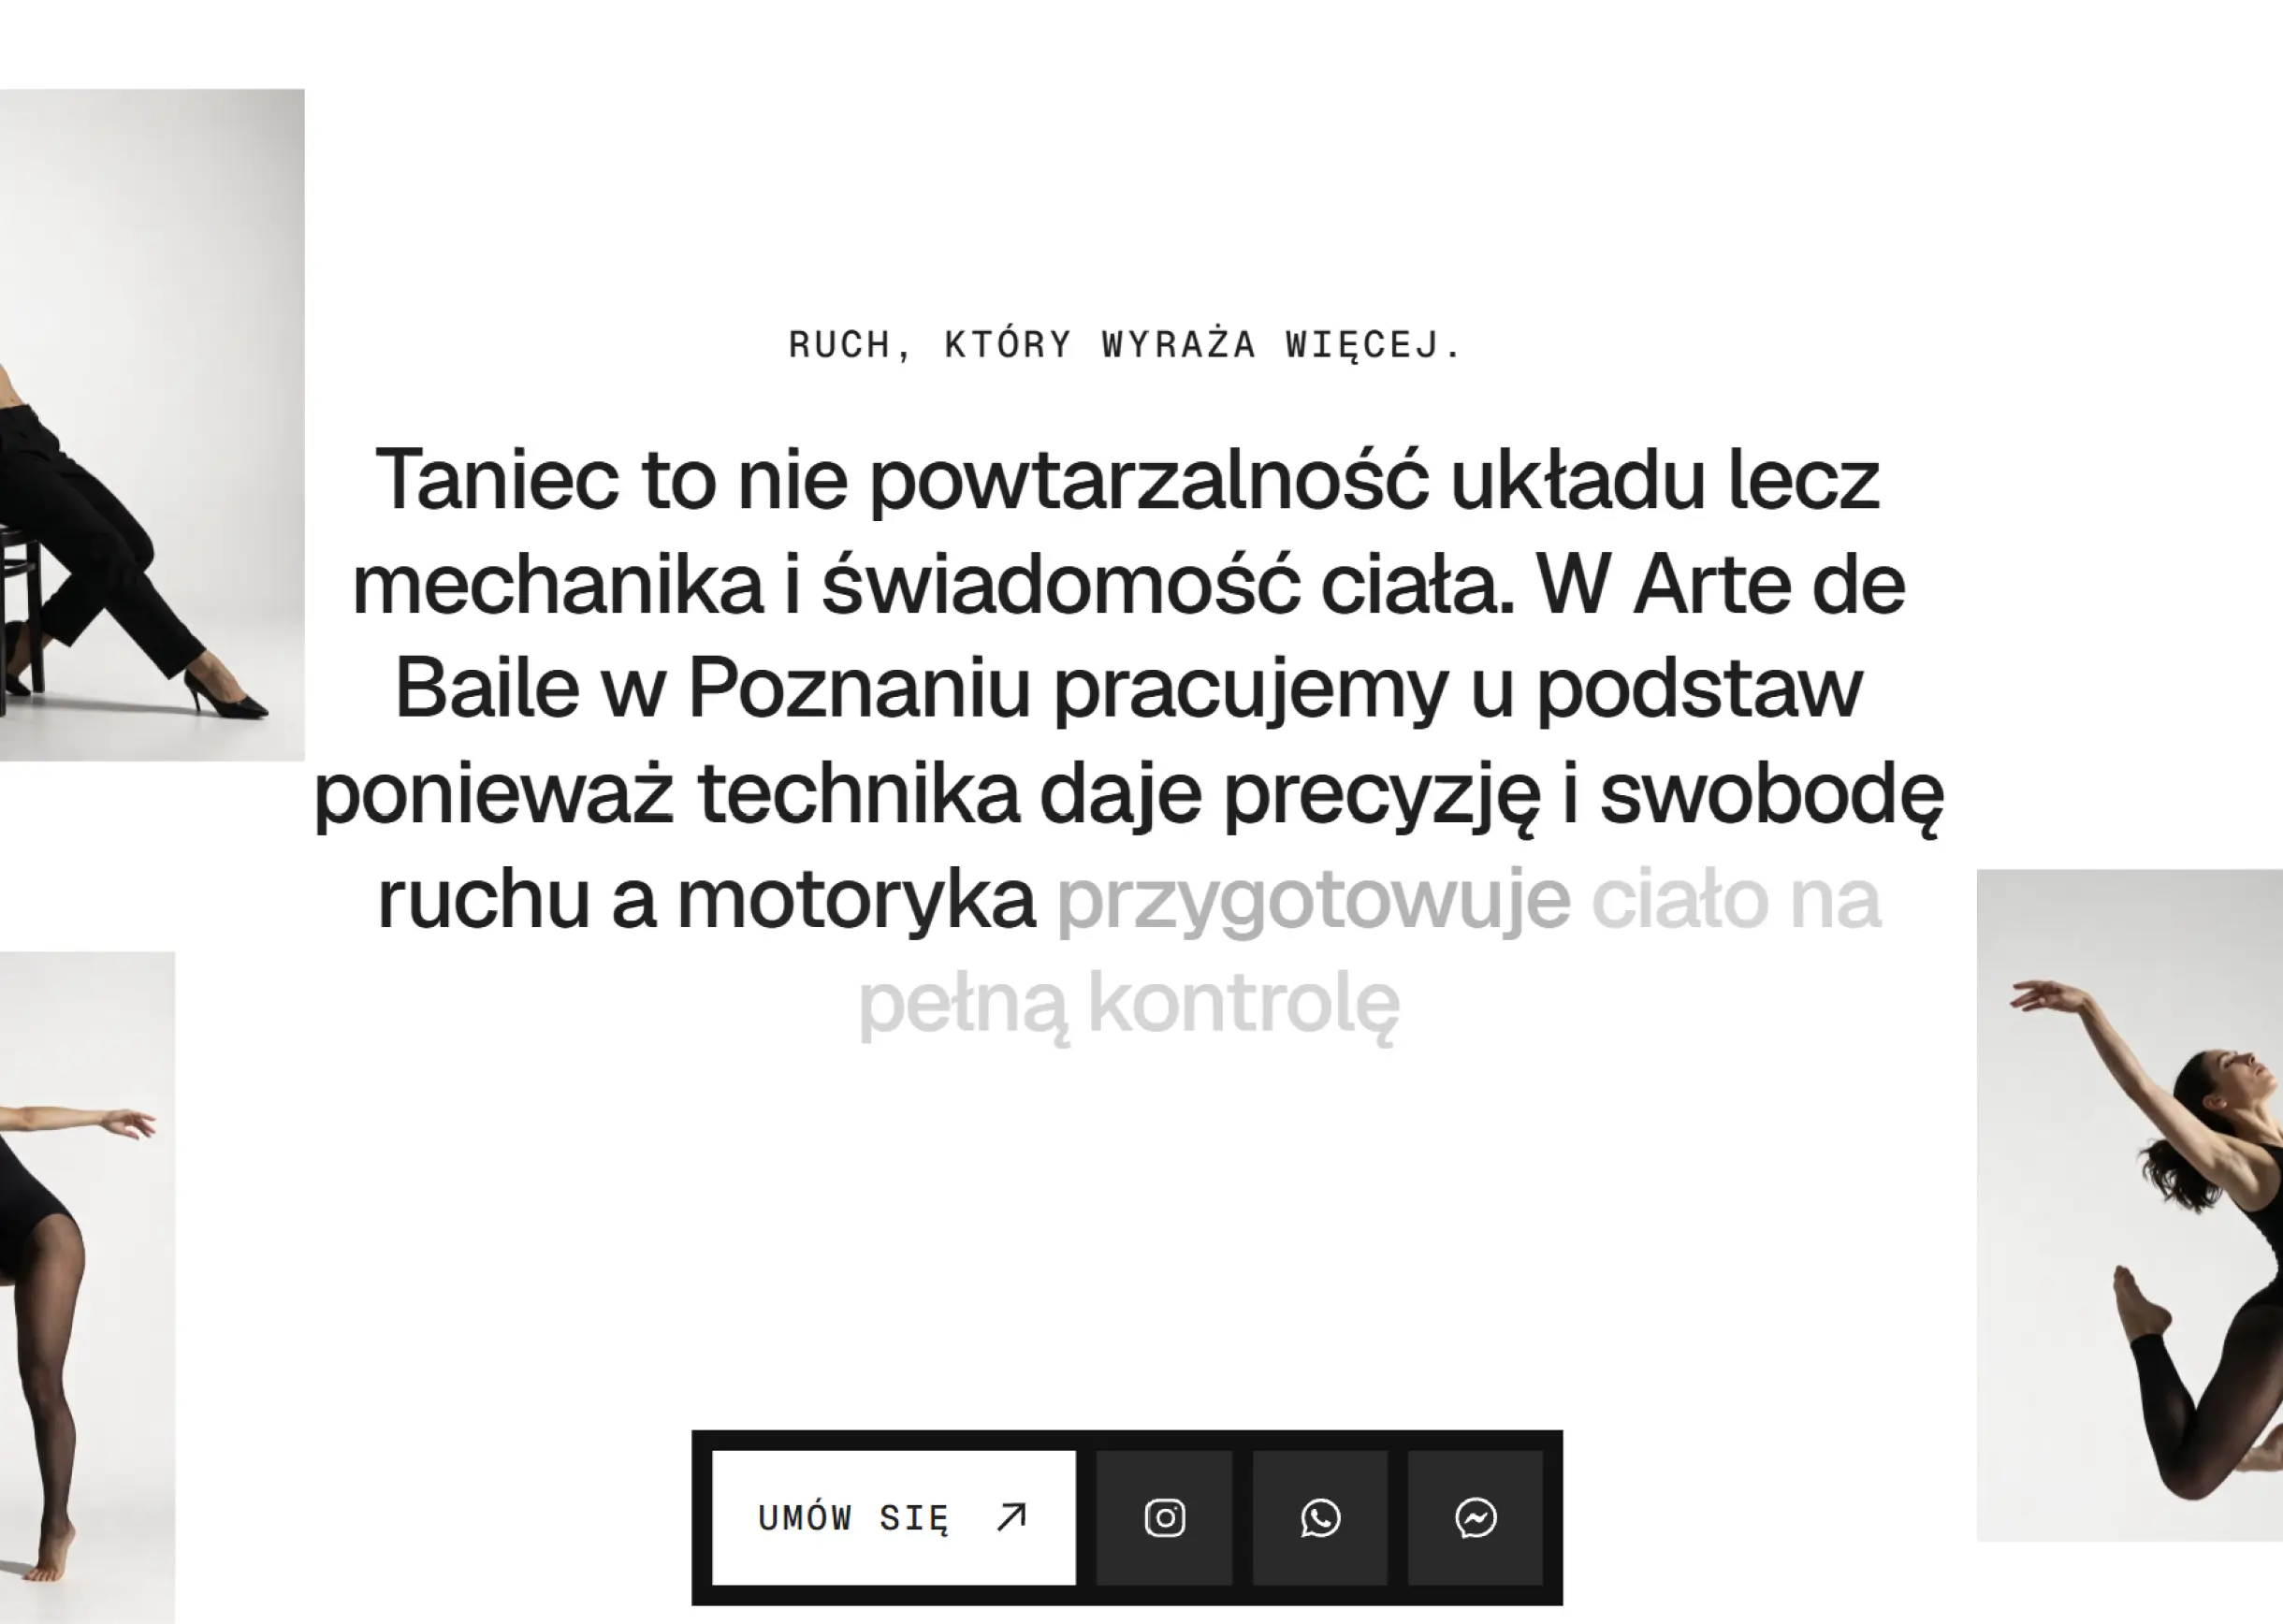 RUCH, KTÓRY WYRAŻA WIĘCEJ.
Taniec to nie powtarzalność układu lecz
mechanika i świadomość ciała. W Arte de
Baile w Poznaniu pracujemy u podstaw
ponieważ technika daje precyzję i swobodę
ruchu a motoryka przygotowuje ciało na
pełną kontrolę
UMÓW SIĘ